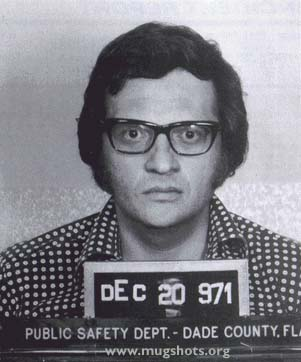 DEC 20 971
PUBLIC SAFETY DEPT. - DADE COUNTY, FLA
www.mugshots.org